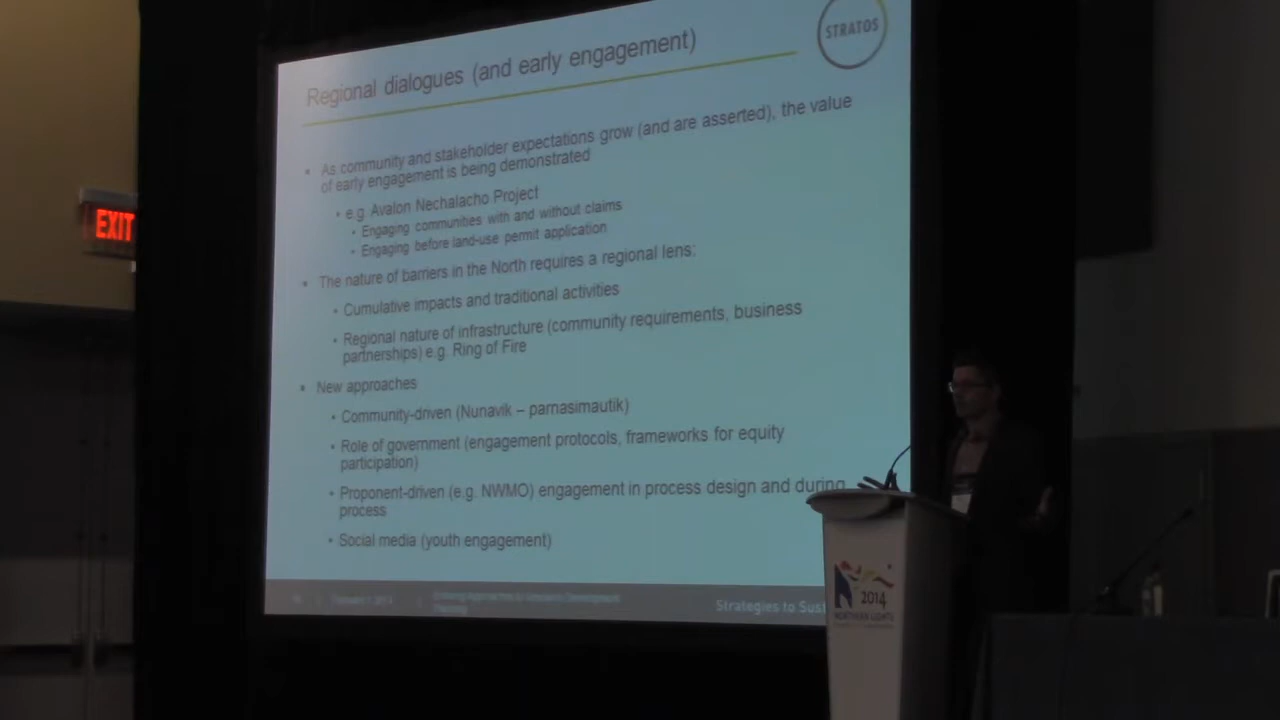 STRATOS
Regional dialogues (and early engagement)
• As community and stakeholder expectations grow (and are asserted), the value
of early engagement is being demonstrated
• e.g. Avalon Nechalacho Project
• Engaging communities with and without claims
• Engaging before land-use permit application
• The nature of barriers in the North requires a regional lens:
• Cumulative impacts and traditional activities
• Regional nature of infrastructure (community requirements, business
partnerships) e.g. Ring of Fire
• New approaches
• Community-driven (Nunavik – parnasimautik)
• Role of government (engagement protocols, frameworks for equity
participation)
• Proponent-driven (e.g. NWMO) engagement in process design and during
process
• Social media (youth engagement)
Strategies to Sust
EXIT
2014
NORTHERN LIGHTS